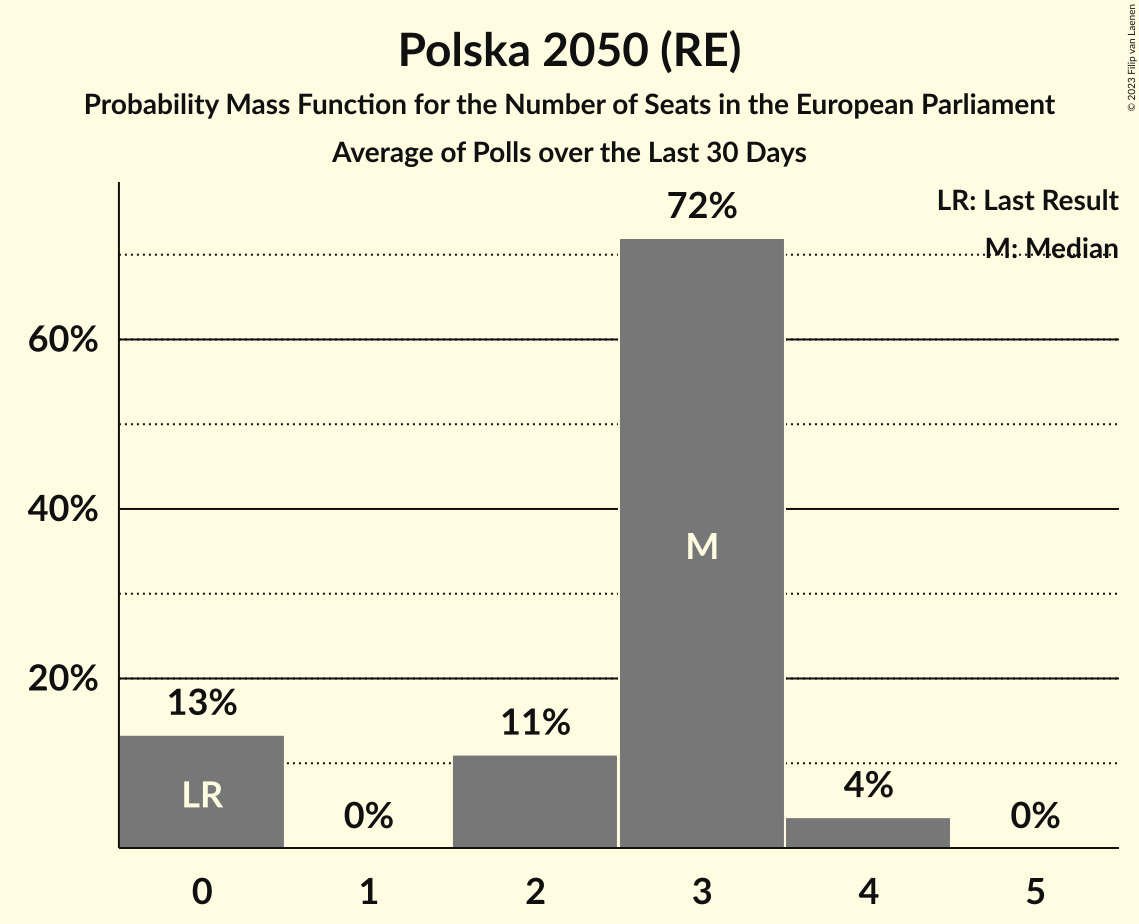 Polska 2050 (RE)
Probability Mass Function for the Number of Seats in the European Parliament
Average of Polls over the Last 30 Days
© 2023 Filip van Laenen
LR: Last Result
M: Median
72%
60%
40%
M
20%
13%
11%
4%
LR
0%
0%
0 1 2 3 4 5